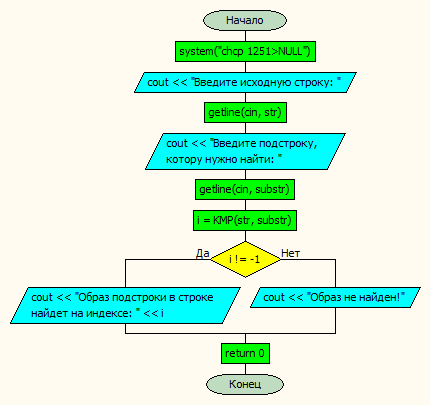 Начало
system("chcp 1251>NULL")
cout << "Введите исходную строку: "
getline(cin, str)
cout << "Введите подстроку,
котору нужно найти: "
getline(cin, substr)
i = KMP(str, substr)
i != -1
Да
Нет
cout << "Образ подстроки в строке
найдет на индексе: " << i
cout << "Образ не найден!"
return 0
Конец